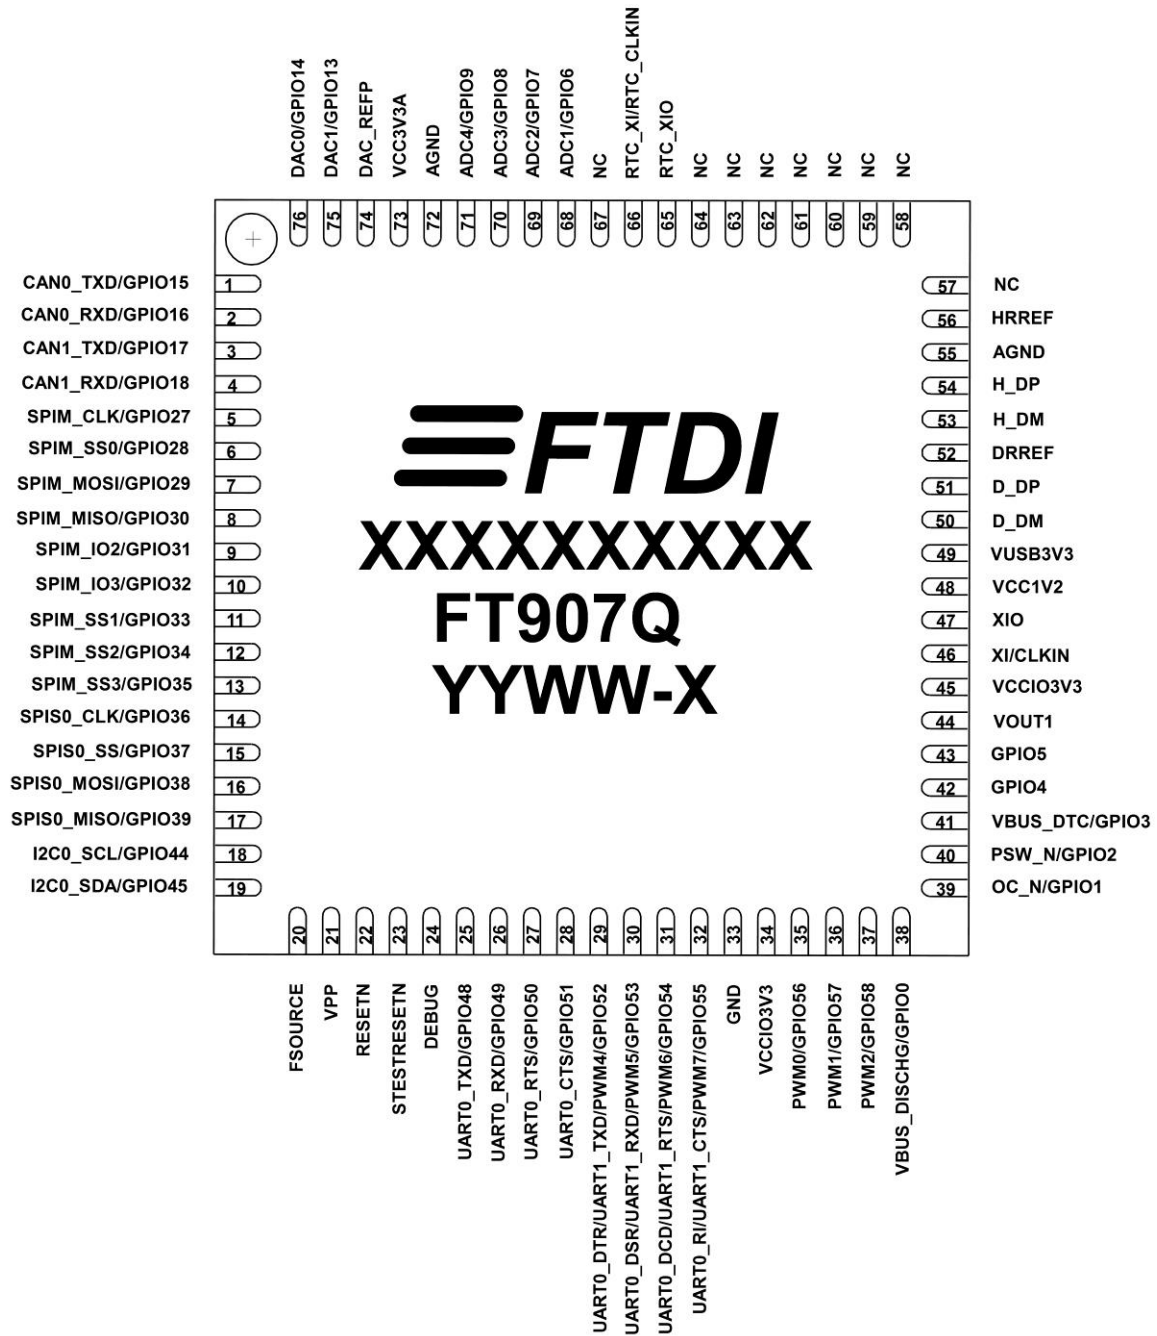 DAC0/GPIO14
DAC1/GPIO13
DAC_REFP
VCC3V3A
AGND
ADC4/GPIO9
ADC3/GPIO8
ADC2/GPIO7
ADC1/GPIO6
NC
RTC_XI/RTC_CLKIN
RTC_XIO
NC
NC
NC
NC
NC
NC
NC
76
75
74
73
72
71
70
69
68
67
66
65
64
63
62
61
60
59
58
CAN0_TXD/GPIO15 1
CAN0_RXD/GPIO16 2
CAN1_TXD/GPIO17 3
CAN1_RXD/GPIO18 4
SPIM_CLK/GPIO27 5
SPIM_SS0/GPIO28 6
SPIM_MOSI/GPIO29 7
SPIM_MISO/GPIO30 8
SPIM_IO2/GPIO31 9
SPIM_IO3/GPIO32 10
SPIM_SS1/GPIO33 11
SPIM_SS2/GPIO34 12
SPIM_SS3/GPIO35 13
SPIS0_CLK/GPIO36 14
SPIS0_SS/GPIO37 15
SPIS0_MOSI/GPIO38 16
SPIS0_MISO/GPIO39 17
I2C0_SCL/GPIO44 18
I2C0_SDA/GPIO45 19
FTDI
XXXXXXXXXX
FT907Q
YYWW-X
57 NC
56 HRREF
55 AGND
54 H_DP
53 H_DM
52 DRREF
51 D_DP
50 D_DM
49 VUSB3V3
48 VCC1V2
47 XIO
46 XI/CLKIN
45 VCCIO3V3
44 VOUT1
43 GPIO5
42 GPIO4
41 VBUS_DTC/GPIO3
40 PSW_N/GPIO2
39 OC_N/GPIO1
20
21
22
23
24
25
26
27
28
29
30
31
32
33
34
35
36
37
38
FSOURCE
VPP
RESETN
STESTRESETN
DEBUG
UART0_TXD/GPIO48
UART0_RXD/GPIO49
UART0_RTS/GPIO50
UART0_CTS/GPIO51
UART0_DTR/UART1_TXD/PWM4/GPIO52
UART0_DSR/UART1_RXD/PWM5/GPIO53
UART0_DCD/UART1_RTS/PWM6/GPIO54
UART0_RI/UART1_CTS/PWM7/GPIO55
GND
VCCIO3V3
PWM0/GPIO56
PWM1/GPIO57
PWM2/GPIO58
VBUS_DISCHG/GPIO0